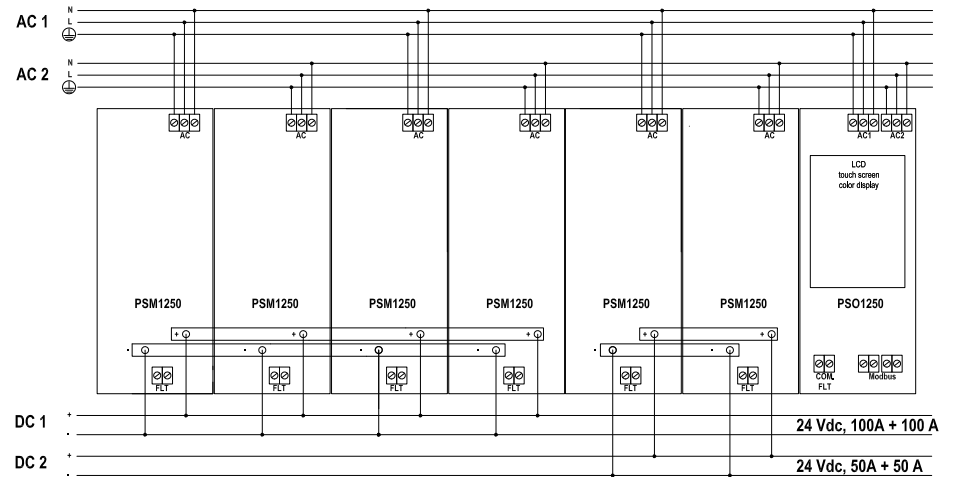 AC 1
N
L
AC 2
N
L
AC
AC
AC
AC
AC
AC
AC1
AC2
LCD
touch screen
color display
PSM1250
PSM1250
PSM1250
PSM1250
PSM1250
PSM1250
PSO1250
+
+
+
+
+
+
-
-
-
-
-
-
FLT
FLT
FLT
FLT
FLT
FLT
COM.
FLT
Modbus
DC 1
+
-
24 Vdc, 100A + 100 A
DC 2
+
-
24 Vdc, 50A + 50 A